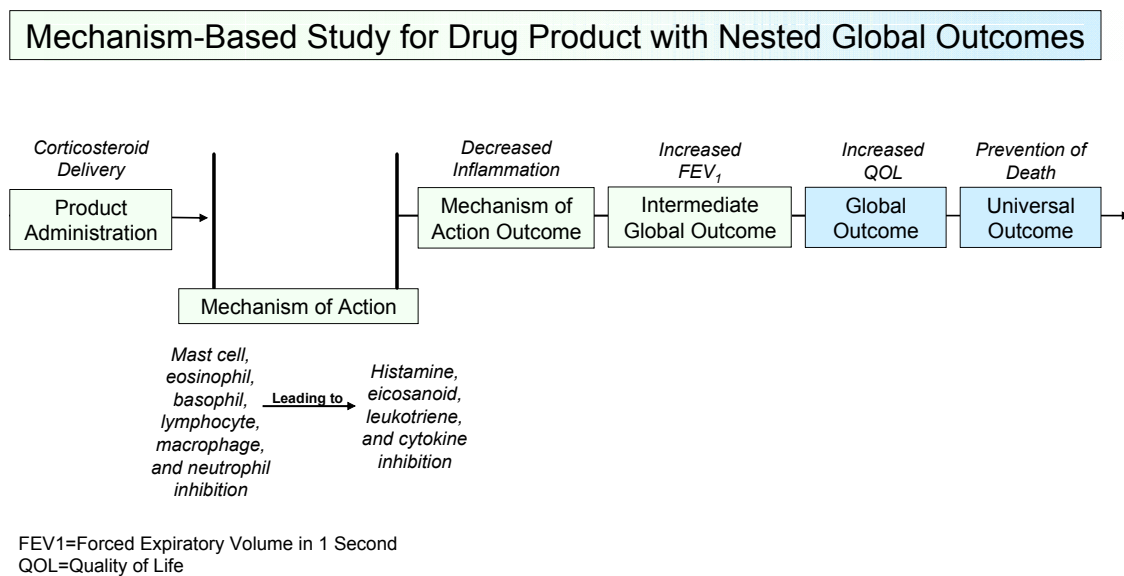 Mechanism-Based Study for Drug Product with Nested Global Outcomes
Corticosteroid
Delivery
Product
Administration
Mechanism of Action
Mast cell,
eosinophil,
basophil,
lymphocyte,
macrophage,
and neutrophil
inhibition
Leading to
Histamine,
eicosanoid,
leukotriene,
and cytokine
inhibition
Decreased
Inflammation
Mechanism of
Action Outcome
Increased
FEV1
Intermediate
Global Outcome
Increased
QOL
Global
Outcome
Prevention of
Death
Universal
Outcome
FEV1=Forced Expiratory Volume in 1 Second
QOL=Quality of Life